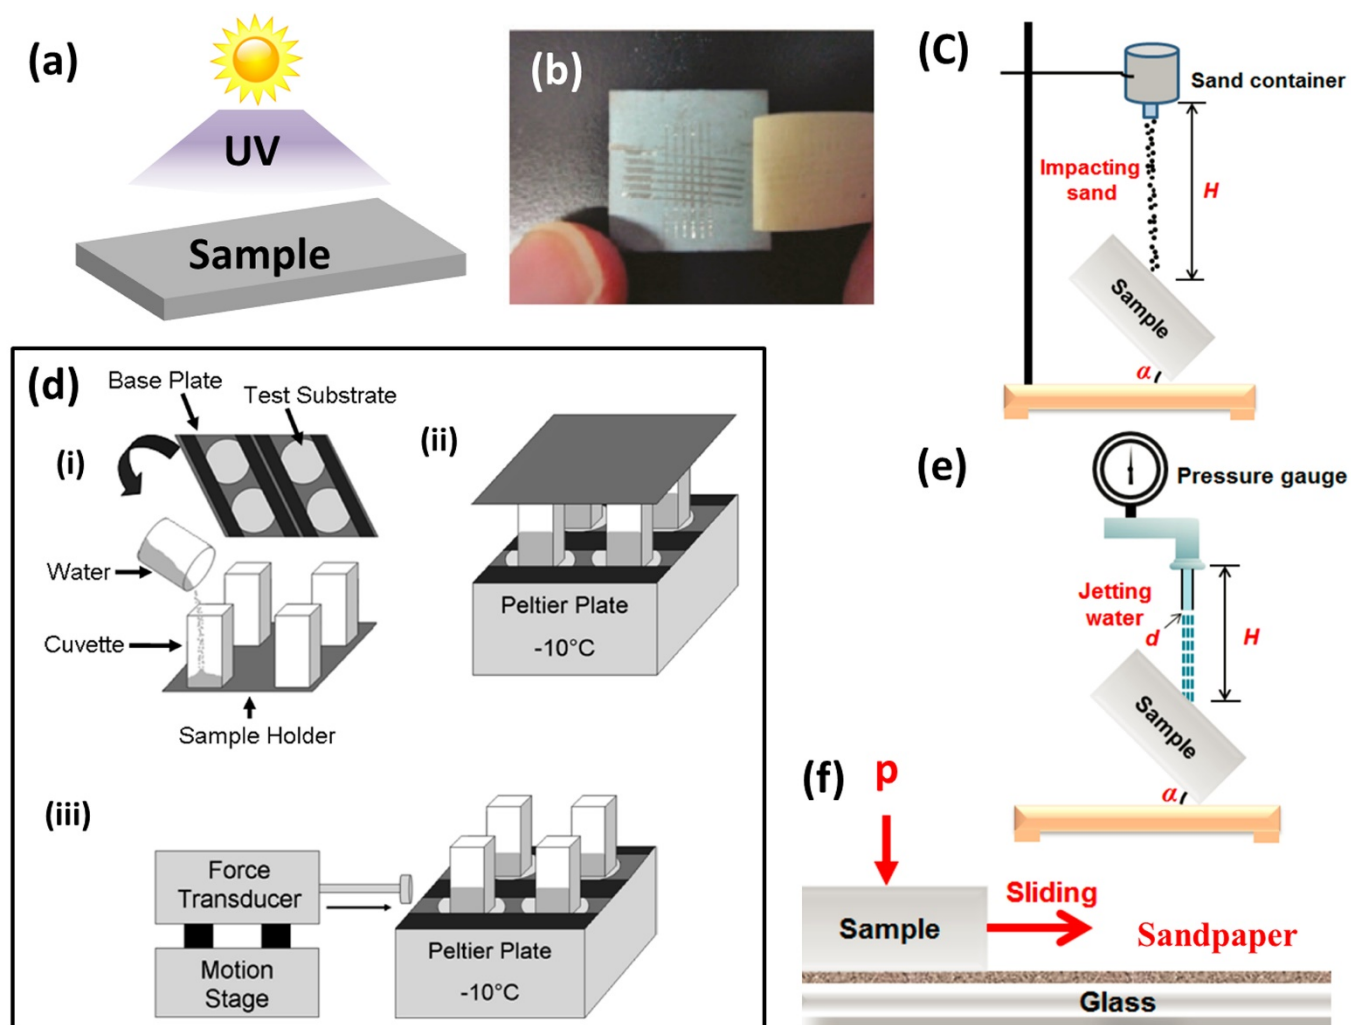 (a)
UV
Sample
(b)
(C)
Sand container
Impacting
sand
H
Sample
α
(d)
Base Plate
Test Substrate
(i)
Water
Cuvette
Sample Holder
(ii)
Peltier Plate
-10°C
(iii)
Force
Transducer
Motion
Stage
Peltier Plate
-10°C
(e)
Pressure gauge
Jetting
water
d
H
Sample
α
(f)
p
Sample
Sliding
Sandpaper
Glass